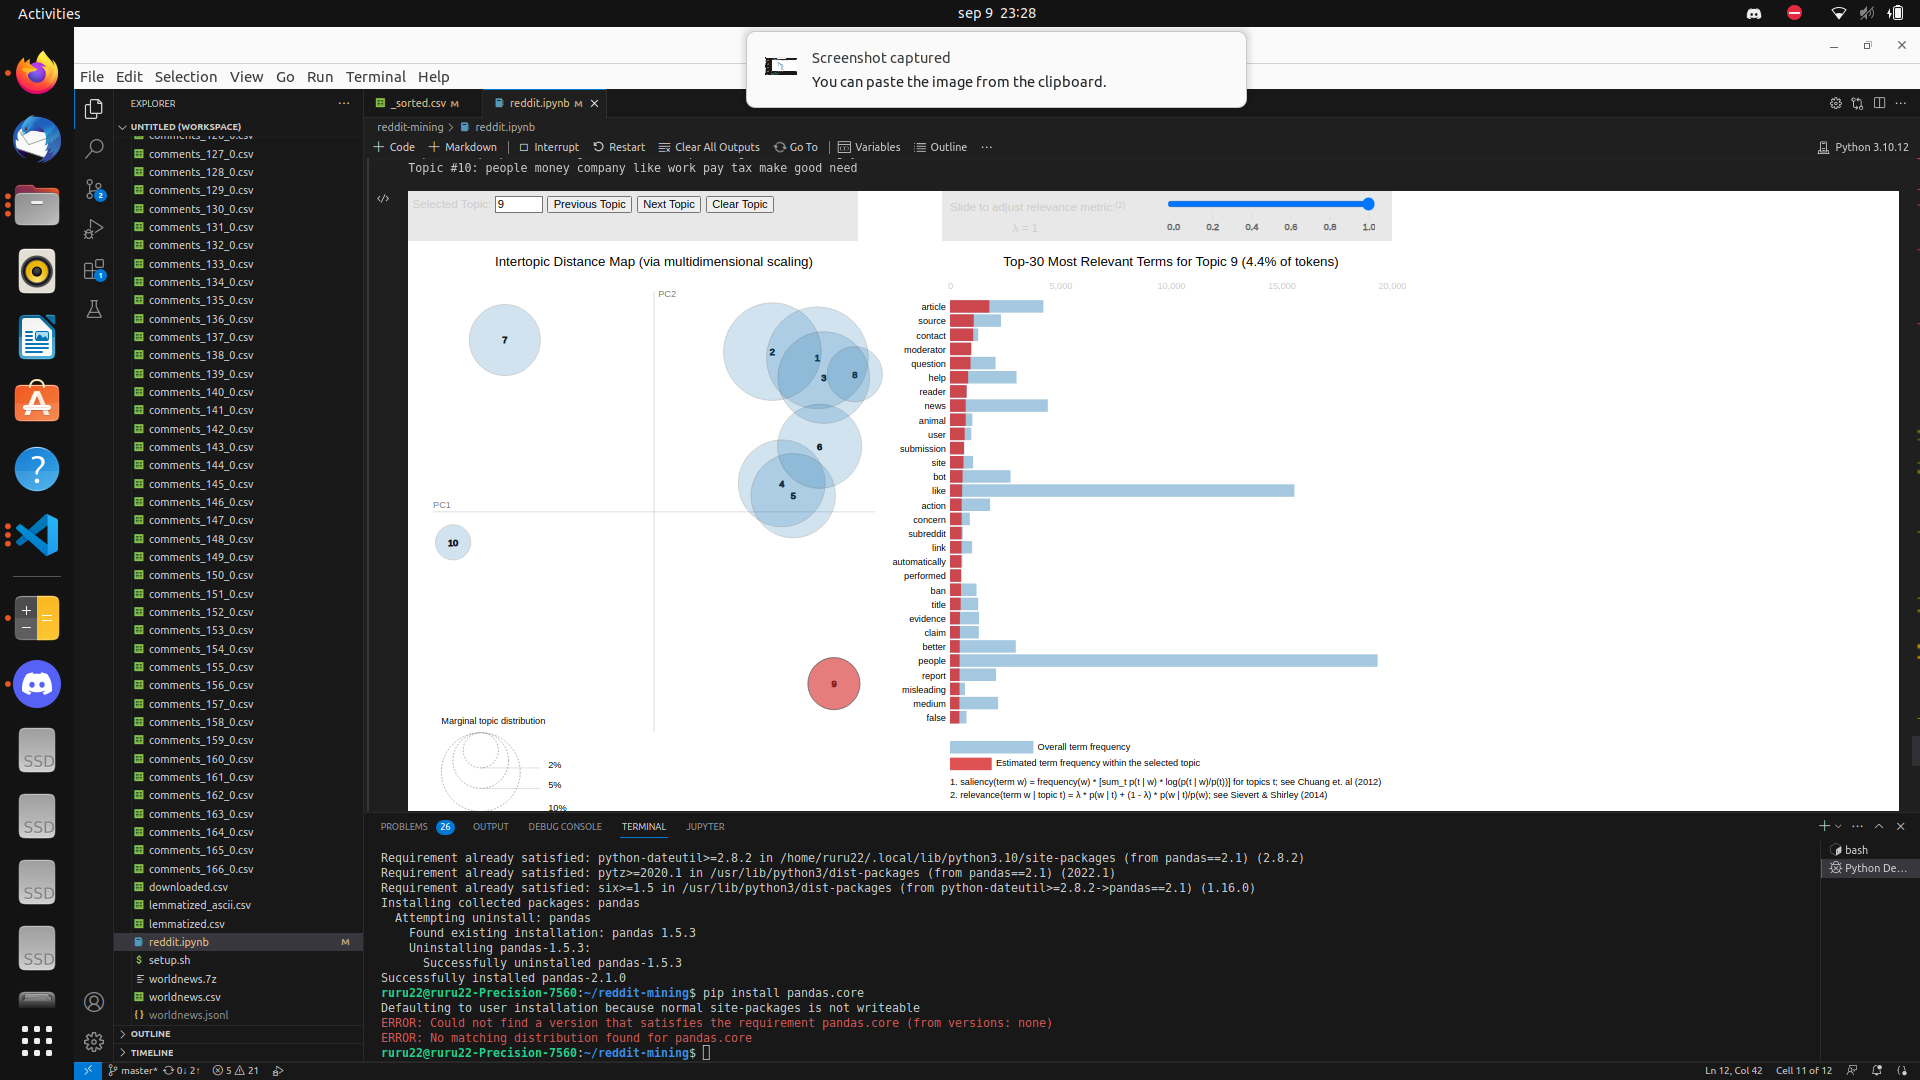 Activities
sep 9 23:28
Screenshot captured
You can paste the image from the clipboard.
File Edit Selection View Go Run Terminal Help
EXPLORER
UNTITLED (WORKSPACE)
comments_126_0.csv
comments_127_0.csv
comments_128_0.csv
comments_129_0.csv
comments_130_0.csv
comments_131_0.csv
comments_132_0.csv
comments_133_0.csv
comments_134_0.csv
comments_135_0.csv
comments_136_0.csv
comments_137_0.csv
comments_138_0.csv
comments_139_0.csv
comments_140_0.csv
comments_141_0.csv
comments_142_0.csv
comments_143_0.csv
comments_144_0.csv
comments_145_0.csv
comments_146_0.csv
comments_147_0.csv
comments_148_0.csv
comments_149_0.csv
comments_150_0.csv
comments_151_0.csv
comments_152_0.csv
comments_153_0.csv
comments_154_0.csv
comments_155_0.csv
comments_156_0.csv
comments_157_0.csv
comments_158_0.csv
comments_159_0.csv
comments_160_0.csv
comments_161_0.csv
comments_162_0.csv
comments_163_0.csv
comments_164_0.csv
comments_165_0.csv
comments_166_0.csv
downloaded.csv
lemmatized_ascii.csv
lemmatized.csv
reddit.ipynb M
setup.sh
worldnews.7z
worldnews.csv
worldnews.jsonl
OUTLINE
TIMELINE
2
1
SSD
SSD
SSD
SSD
_sorted.csv M
reddit.ipynb M
reddit-mining > reddit.ipynb
Code Markdown Interrupt Restart Clear All Outputs Go To Variables Outline
Python 3.10.12
Topic #10: people money company like work pay tax make good need
Selected Topic: 9 Previous Topic Next Topic Clear Topic
Slide to adjust relevance metric:(2)
λ = 1
0.0 0.2 0.4 0.6 0.8 1.0
Intertopic Distance Map (via multidimensional scaling)
PC2
PC1
7
2
1
3
8
6
4
5
10
9
Marginal topic distribution
2%
5%
10%
Top-30 Most Relevant Terms for Topic 9 (4.4% of tokens)
0 5,000 10,000 15,000 20,000
article
source
contact
moderator
question
help
reader
news
animal
user
submission
site
bot
like
action
concern
subreddit
link
automatically
performed
ban
title
evidence
claim
better
people
report
misleading
medium
false
Overall term frequency
Estimated term frequency within the selected topic
1. saliency(term w) = frequency(w) * [sum_t p(t | w) * log(p(t | w)/p(t))] for topics t; see Chuang et. al (2012)
2. relevance(term w | topic t) = λ * p(w | t) + (1 - λ) * p(w | t)/p(w); see Sievert & Shirley (2014)
PROBLEMS 26 OUTPUT DEBUG CONSOLE TERMINAL JUPYTER
bash
Python De...
Requirement already satisfied: python-dateutil>=2.8.2 in /home/ruru22/.local/lib/python3.10/site-packages (from pandas==2.1) (2.8.2)
Requirement already satisfied: pytz>=2020.1 in /usr/lib/python3/dist-packages (from pandas==2.1) (2022.1)
Requirement already satisfied: six>=1.5 in /usr/lib/python3/dist-packages (from python-dateutil>=2.8.2->pandas==2.1) (1.16.0)
Installing collected packages: pandas
Attempting uninstall: pandas
Found existing installation: pandas 1.5.3
Uninstalling pandas-1.5.3:
Successfully uninstalled pandas-1.5.3
Successfully installed pandas-2.1.0
ruru22@ruru22-Precision-7560:~/reddit-mining$ pip install pandas.core
Defaulting to user installation because normal site-packages is not writeable
ERROR: Could not find a version that satisfies the requirement pandas.core (from versions: none)
ERROR: No matching distribution found for pandas.core
ruru22@ruru22-Precision-7560:~/reddit-mining$
master* 0↓ 2↑ 5 21
Ln 12, Col 42 Cell 11 of 12